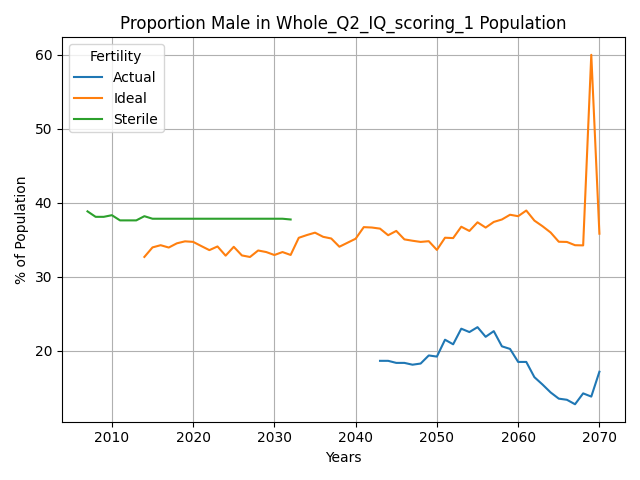 Proportion Male in Whole_Q2_IQ_scoring_1 Population
% of Population
60
50
40
30
20
Fertility
Actual
Ideal
Sterile
2010 2020 2030 2040 2050 2060 2070
Years